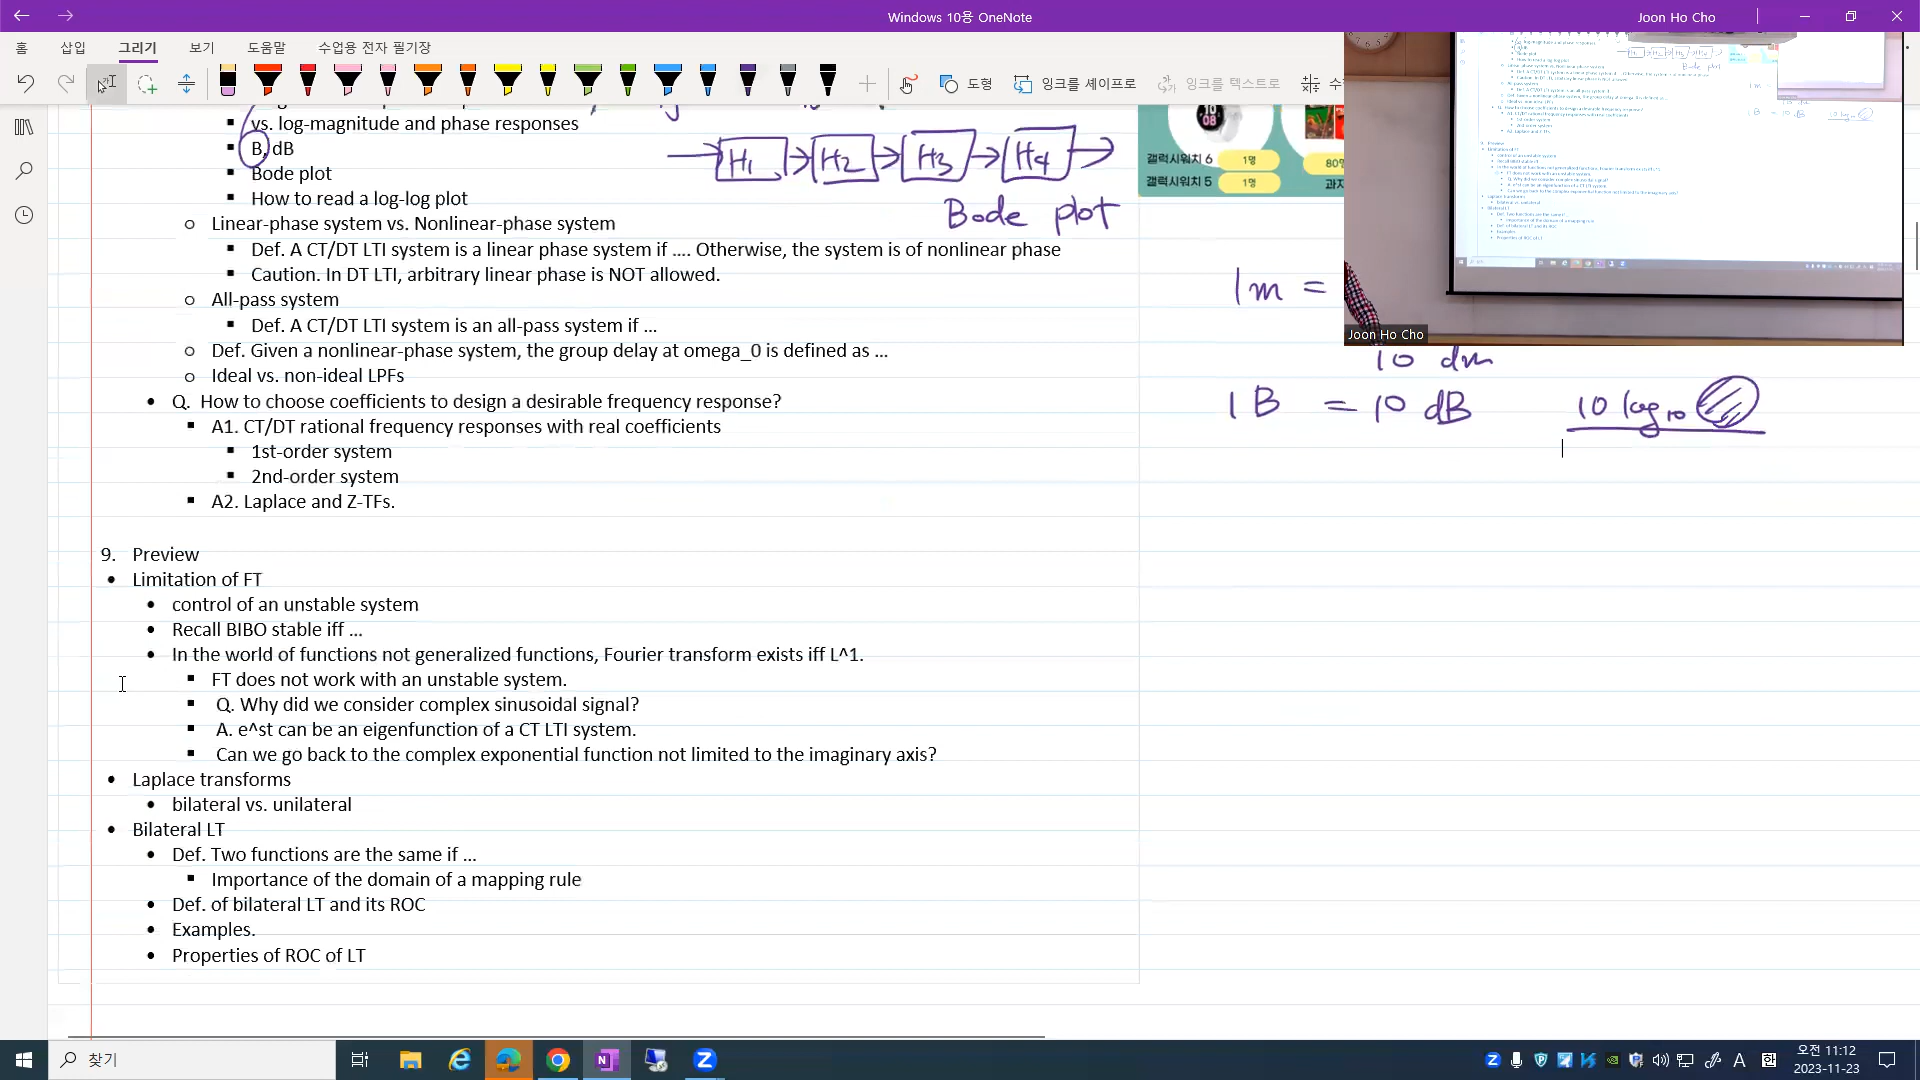 Windows 10용 OneNote
Joon Ho Cho
홈 삽입 그리기 보기 도움말 수업용 전자 필기장
도형 잉크를 셰이프로 잉크를 텍스트로 수
vs. log-magnitude and phase responses
B, dB
Bode plot
How to read a log-log plot
H1 H2 H3 H4
Bode plot
갤럭시워치 6 1명
갤럭시워치 5 1명
80명
Linear-phase system vs. Nonlinear-phase system
Def. A CT/DT LTI system is a linear phase system if .... Otherwise, the system is of nonlinear phase
Caution. In DT LTI, arbitrary linear phase is NOT allowed.
All-pass system
Def. A CT/DT LTI system is an all-pass system if ...
Def. Given a nonlinear-phase system, the group delay at omega_0 is defined as ...
Ideal vs. non-ideal LPFs
Q. How to choose coefficients to design a desirable frequency response?
A1. CT/DT rational frequency responses with real coefficients
1st-order system
2nd-order system
A2. Laplace and Z-TFs.
1m =
Joon Ho Cho
10 dm
1 B = 10 dB 10 log10
9. Preview
Limitation of FT
control of an unstable system
Recall BIBO stable iff ...
In the world of functions not generalized functions, Fourier transform exists iff L^1.
FT does not work with an unstable system.
Q. Why did we consider complex sinusoidal signal?
A. e^st can be an eigenfunction of a CT LTI system.
Can we go back to the complex exponential function not limited to the imaginary axis?
Laplace transforms
bilateral vs. unilateral
Bilateral LT
Def. Two functions are the same if ...
Importance of the domain of a mapping rule
Def. of bilateral LT and its ROC
Examples.
Properties of ROC of LT
찾기
A 한
오전 11:12
2023-11-23